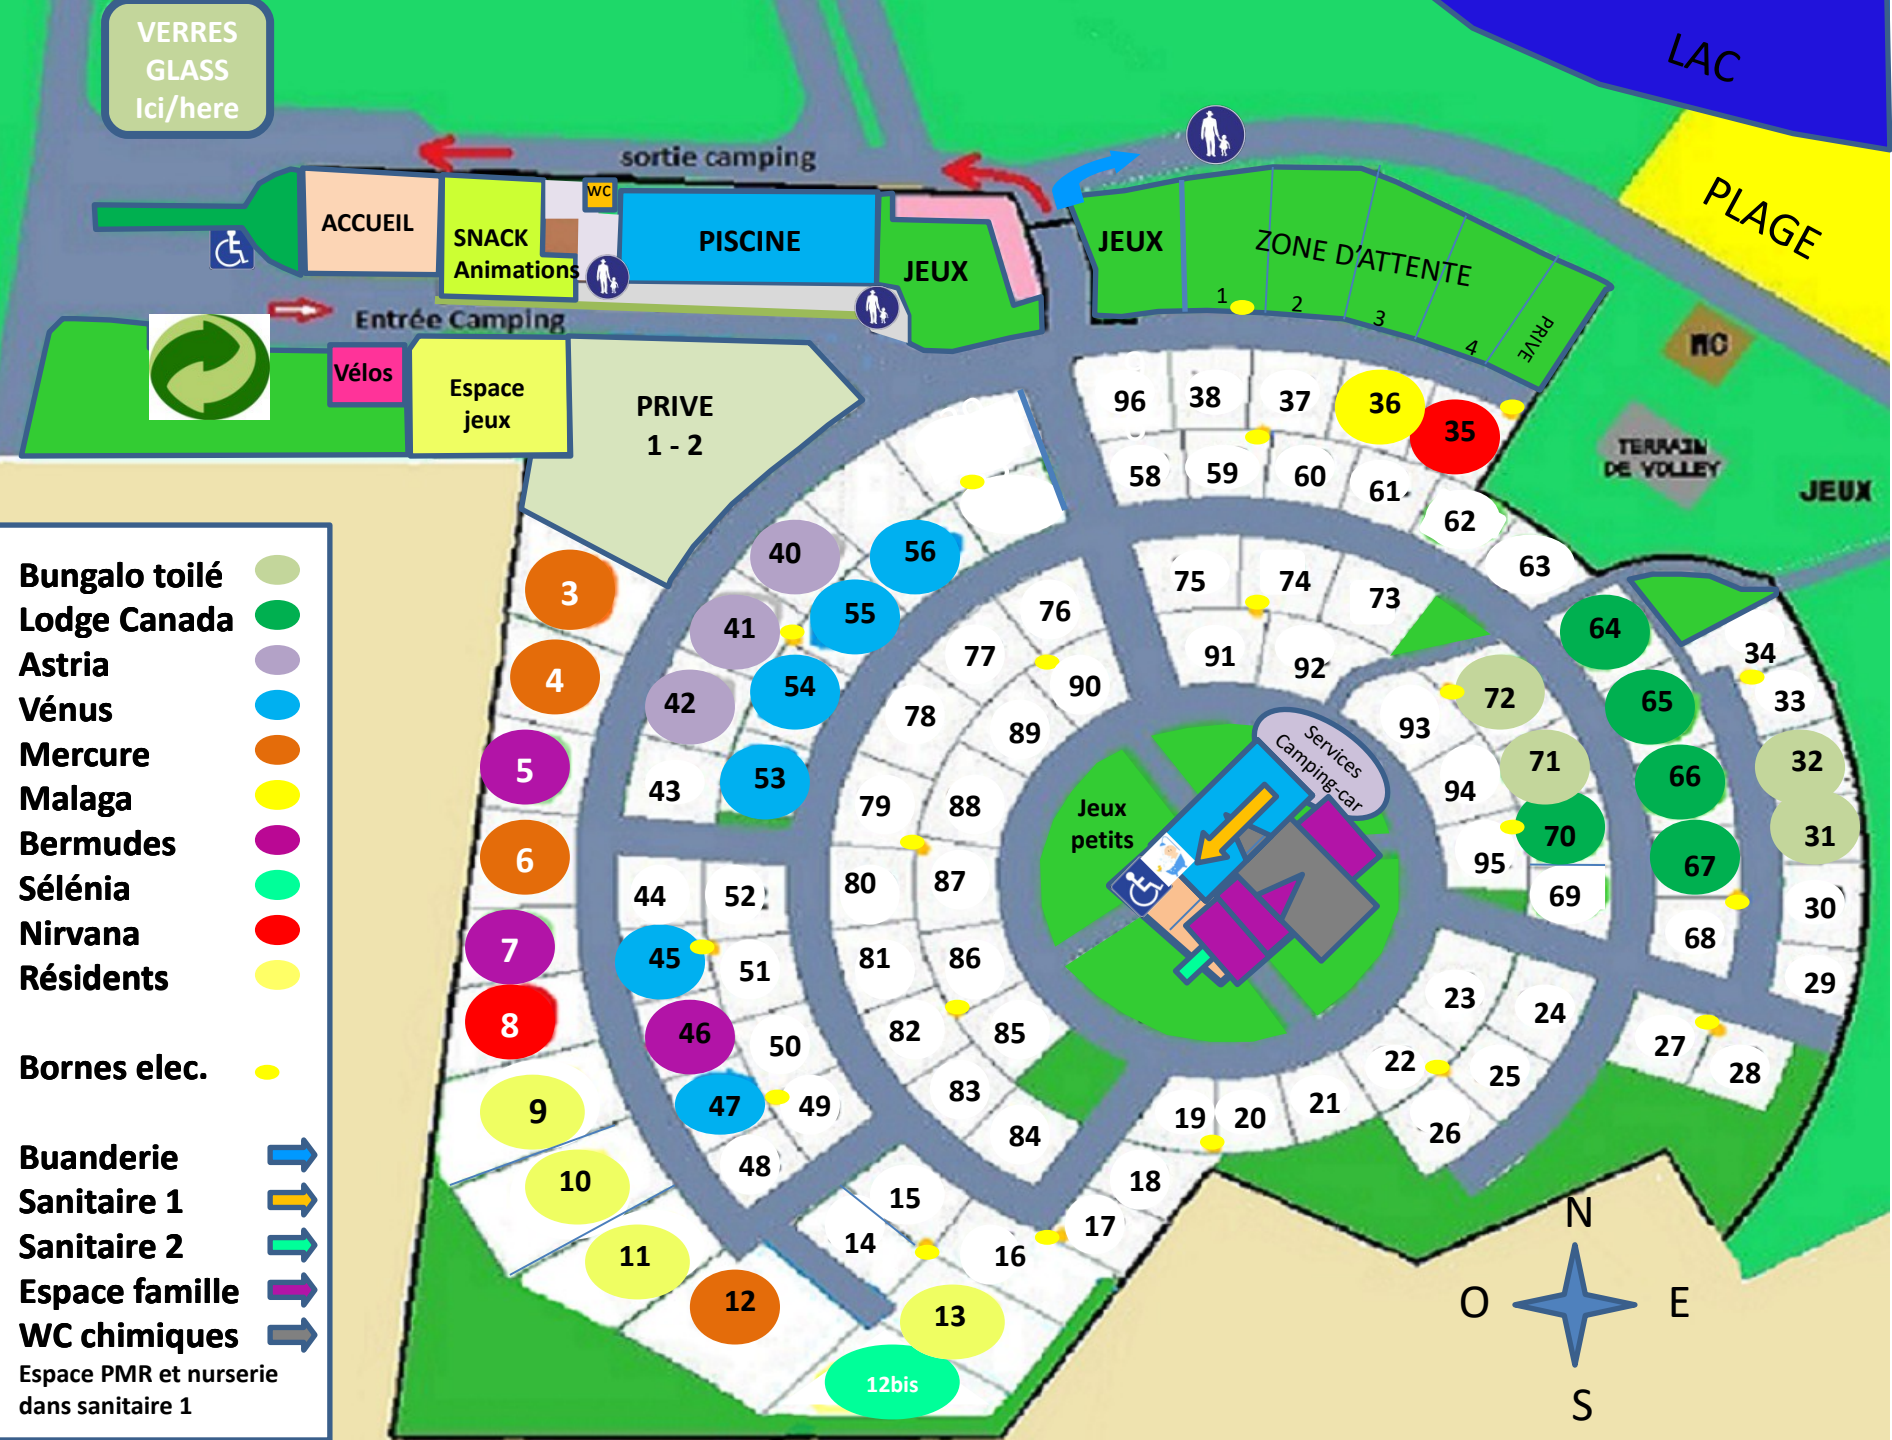 VERRES
GLASS
Ici/here
LAC
PLAGE
sortie camping
ACCUEIL
SNACK
Animations
WC
PISCINE
JEUX
JEUX
ZONE D'ATTENTE
1
2
3
4
PRIVE
Entrée Camping
Vélos
Espace
jeux
PRIVE
1 - 2
WC
TERRAIN
DE VOLLEY
JEUX
96
38
37
36
35
58
59
60
61
62
63
40
56
41
55
42
54
43
53
3
4
5
6
7
8
9
10
11
12
12bis
13
75
74
73
76
77
78
79
80
81
82
83
84
91
92
90
89
88
87
86
85
93
94
95
72
71
70
69
64
65
66
67
68
34
33
32
31
30
29
27
28
44
52
45
51
46
50
47
49
48
15
14
16
17
18
19
20
21
22
23
24
25
26
Services
Camping-car
Jeux
petits
Bungalo toilé
Lodge Canada
Astria
Vénus
Mercure
Malaga
Bermudes
Sélénia
Nirvana
Résidents
Bornes elec.
Buanderie
Sanitaire 1
Sanitaire 2
Espace famille
WC chimiques
Espace PMR et nurserie
dans sanitaire 1
N
O
E
S